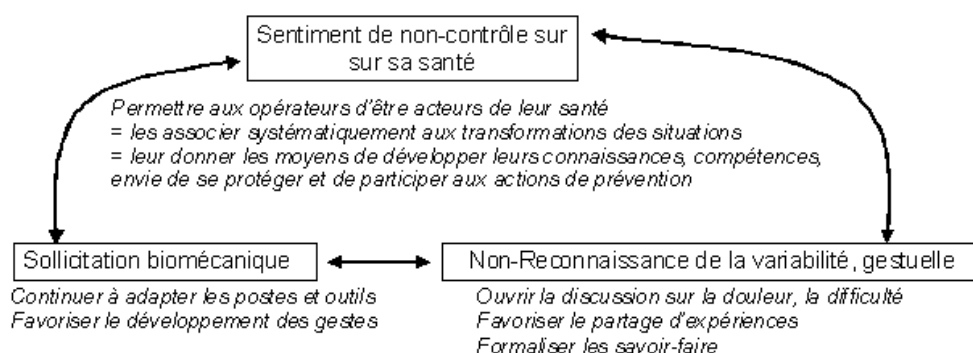 Sentiment de non-contrôle sur
sur sa santé
Permettre aux opérateurs d'être acteurs de leur santé
= les associer systématiquement aux transformations des situations
= leur donner les moyens de développer leurs connaissances, compétences,
envie de se protéger et de participer aux actions de prévention
Sollicitation biomécanique
Continuer à adapter les postes et outils
Favoriser le développement des gestes
Non-Reconnaissance de la variabilité, gestuelle
Ouvrir la discussion sur la douleur, la difficulté
Favoriser le partage d'expériences
Formaliser les savoir-faire